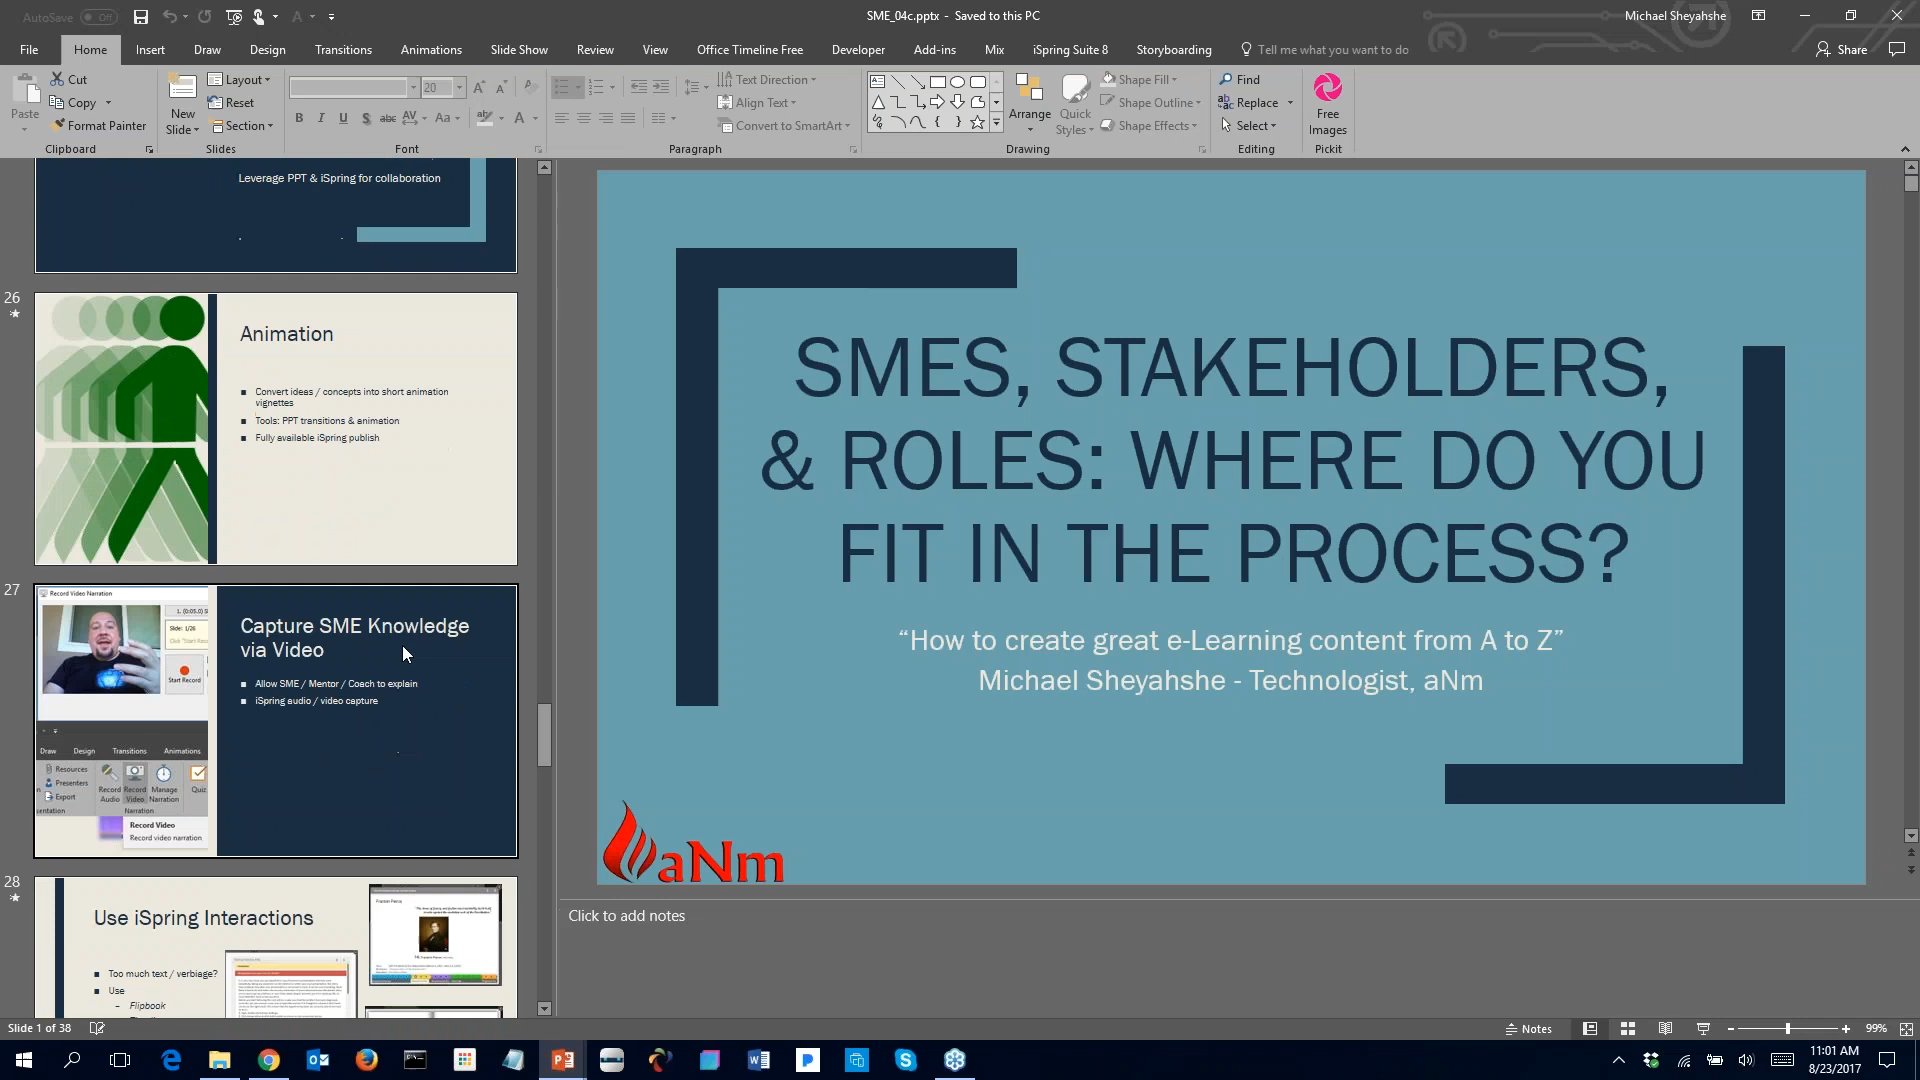 AutoSave Off
SME_04c.pptx - Saved to this PC
Michael Sheyahshe
File Home Insert Draw Design Transitions Animations Slide Show Review View Office Timeline Free Developer Add-ins Mix iSpring Suite 8 Storyboarding Tell me what you want to do Share
Paste
Cut
Copy
Format Painter
Clipboard
New
Slide
Layout
Reset
Section
Slides
20
Font
Text Direction
Align Text
Convert to SmartArt
Paragraph
Arrange
Quick
Styles
Shape Fill
Shape Outline
Shape Effects
Drawing
Find
Replace
Select
Editing
Free
Images
Pickit
Leverage PPT & iSpring for collaboration
26
Animation
■ Convert ideas / concepts into short animation
vignettes
■ Tools: PPT transitions & animation
■ Fully available iSpring publish
27
Record Video Narration
Slide: 1/26
Start Record
Draw Design Transitions Animations
Resources
Presenters
Export
Record
Audio
Record
Video
Manage
Narration
Quiz
Narration
Record Video
Record video narration
Capture SME Knowledge
via Video
■ Allow SME / Mentor / Coach to explain
■ iSpring audio / video capture
28
Use iSpring Interactions
■ Too much text / verbiage?
■ Use
– Flipbook
SMES, STAKEHOLDERS,
& ROLES: WHERE DO YOU
FIT IN THE PROCESS?
“How to create great e-Learning content from A to Z”
Michael Sheyahshe - Technologist, aNm
aNm
Click to add notes
Slide 1 of 38
Notes
99%
11:01 AM
8/23/2017